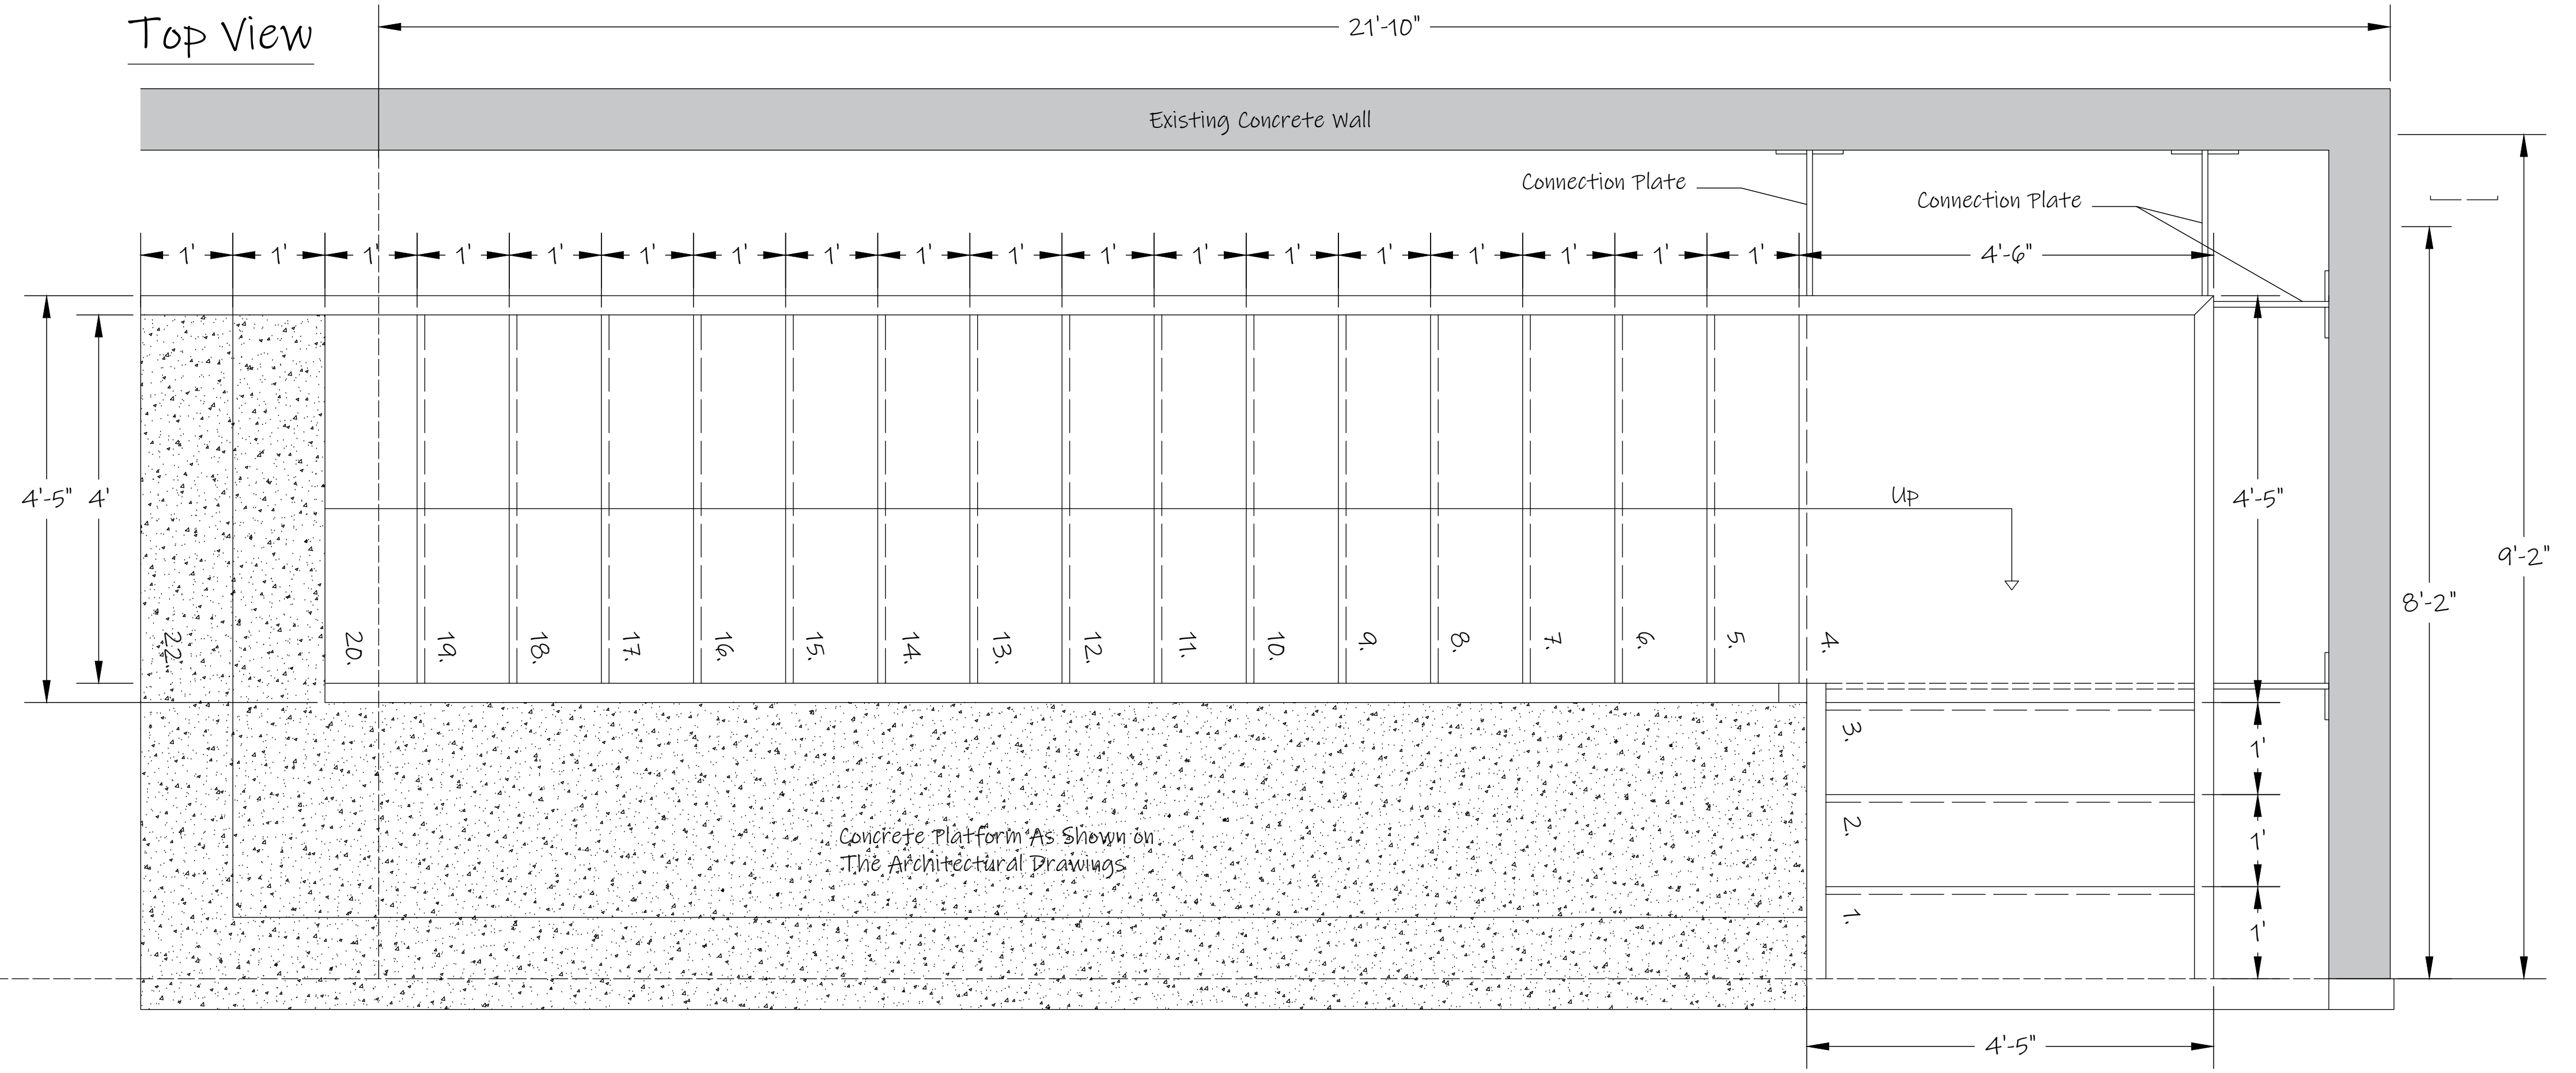 Top View
21'-10"
Existing Concrete Wall
Connection Plate
Connection Plate
1' 1' 1' 1' 1' 1' 1' 1' 1' 1' 1' 1' 1' 1' 1' 1' 1' 1' 4'-6"
4'-5" 4' Up 4'-5"
9'-2"
8'-2"
22. 20. 19. 18. 17. 16. 15. 14. 13. 12. 11. 10. 9. 8. 7. 6. 5. 4.
3.
1'
2.
1'
Concrete Platform As Shown on
The Architectural Drawings
1.
1'
4'-5"